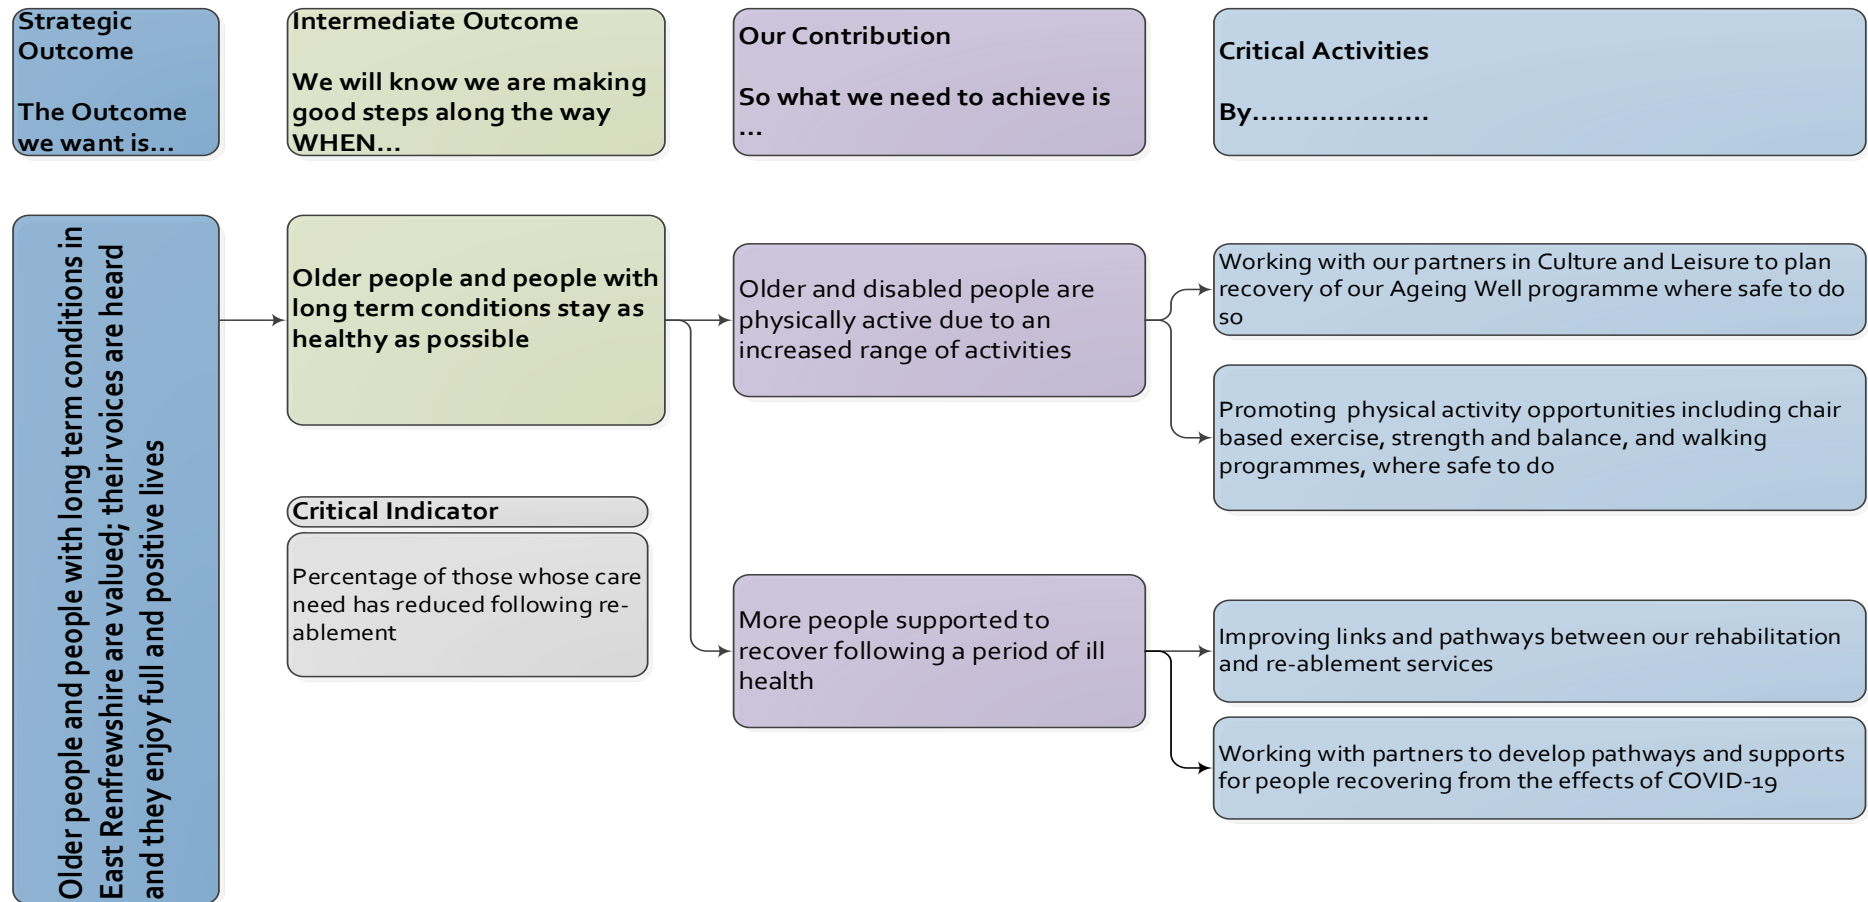 Strategic
Outcome
The Outcome
we want is...
Intermediate Outcome
We will know we are making
good steps along the way
WHEN...
Our Contribution
So what we need to achieve is
...
Critical Activities
By.....................
Older people and people with long term conditions in
East Renfrewshire are valued; their voices are heard
and they enjoy full and positive lives
Older people and people with
long term conditions stay as
healthy as possible
Critical Indicator
Percentage of those whose care
need has reduced following re-
ablement
Older and disabled people are
physically active due to an
increased range of activities
More people supported to
recover following a period of ill
health
Working with our partners in Culture and Leisure to plan
recovery of our Ageing Well programme where safe to do
so
Promoting  physical activity opportunities including chair
based exercise, strength and balance, and walking
programmes, where safe to do
Improving links and pathways between our rehabilitation
and re-ablement services
Working with partners to develop pathways and supports
for people recovering from the effects of COVID-19